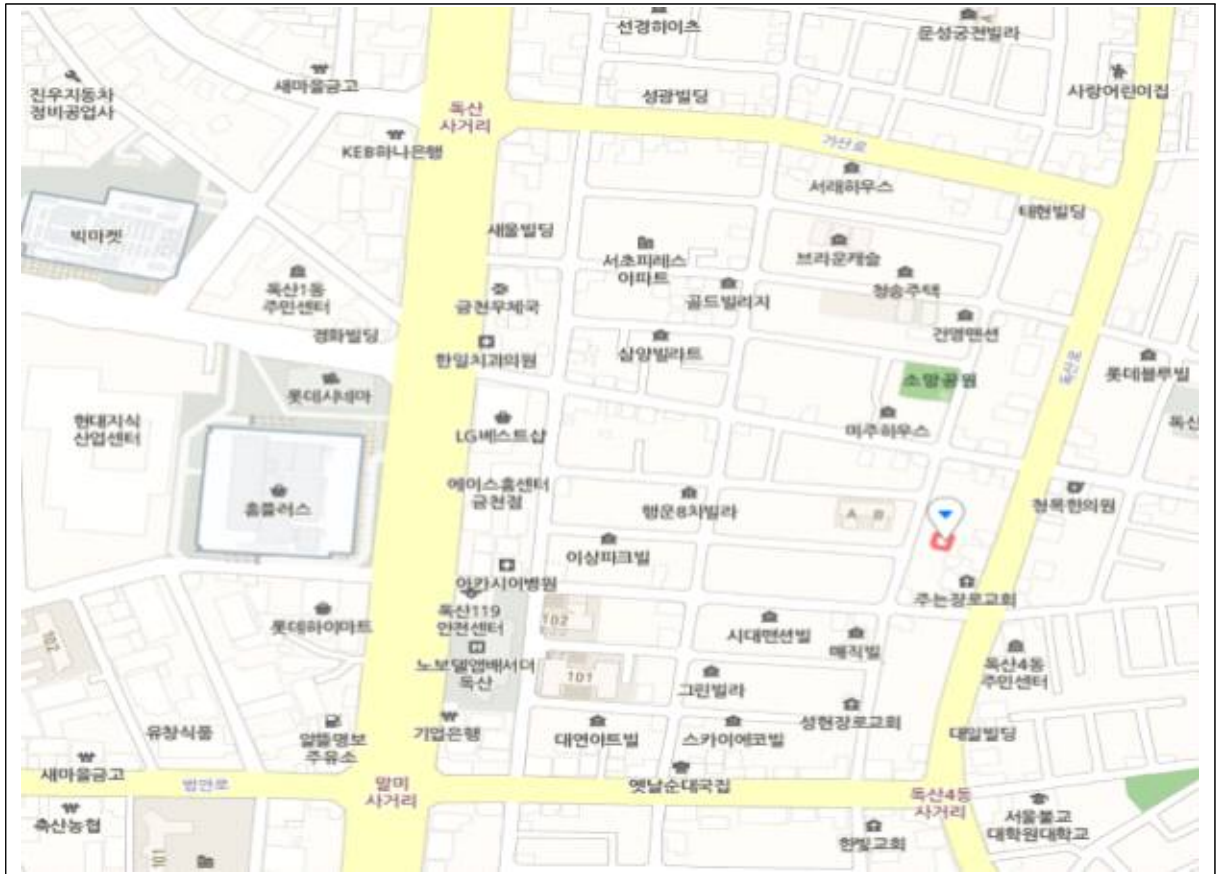 선경하이츠
문성궁전빌라
진우자동차
정비공업사
새마을금고
성광빌딩
사랑어린이집
독산
사거리
KEB하나은행
가산로
서래하우스
태현빌딩
빅마켓
새울빌딩
서초피레스
아파트
브라운캐슬
독산1동
주민센터
금천우체국
골드빌리지
청송주택
경화빌딩
한일치과의원
삼양빌라트
건영맨션
소망공원
독산로
롯데블루빌
롯데시네마
현대지식
산업센터
LG베스트샵
미주하우스
독산
에이스홈센터
금천점
홈플러스
행운8차빌라
A B
청목한의원
이상파크빌
아카시아병원
주는장로교회
롯데하이마트
독산119
안전센터
102
시대맨션빌
매직빌
102
노보텔앰배서더
독산
101
그린빌라
독산4동
주민센터
유창식품
알뜰명보
주유소
기업은행
대연아트빌
스카이에코빌
성현장로교회
대일빌딩
새마을금고
범안로
말미
사거리
옛날순대국집
독산4동
사거리
축산농협
101
한빛교회
서울불교
대학원대학교